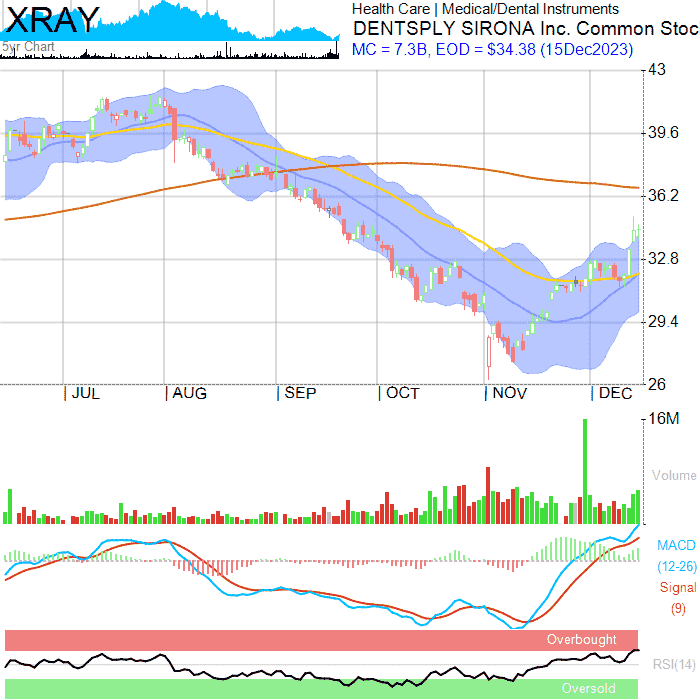 XRAY
5yr Chart
Health Care | Medical/Dental Instruments
DENTSPLY SIRONA Inc. Common Stoc
MC = 7.3B, EOD = $34.38 (15Dec2023)
43
39.6
36.2
32.8
29.4
26
| JUL | AUG | SEP | OCT | NOV | DEC
16M
Volume
MACD
(12-26)
Signal
(9)
Overbought
RSI(14)
Oversold